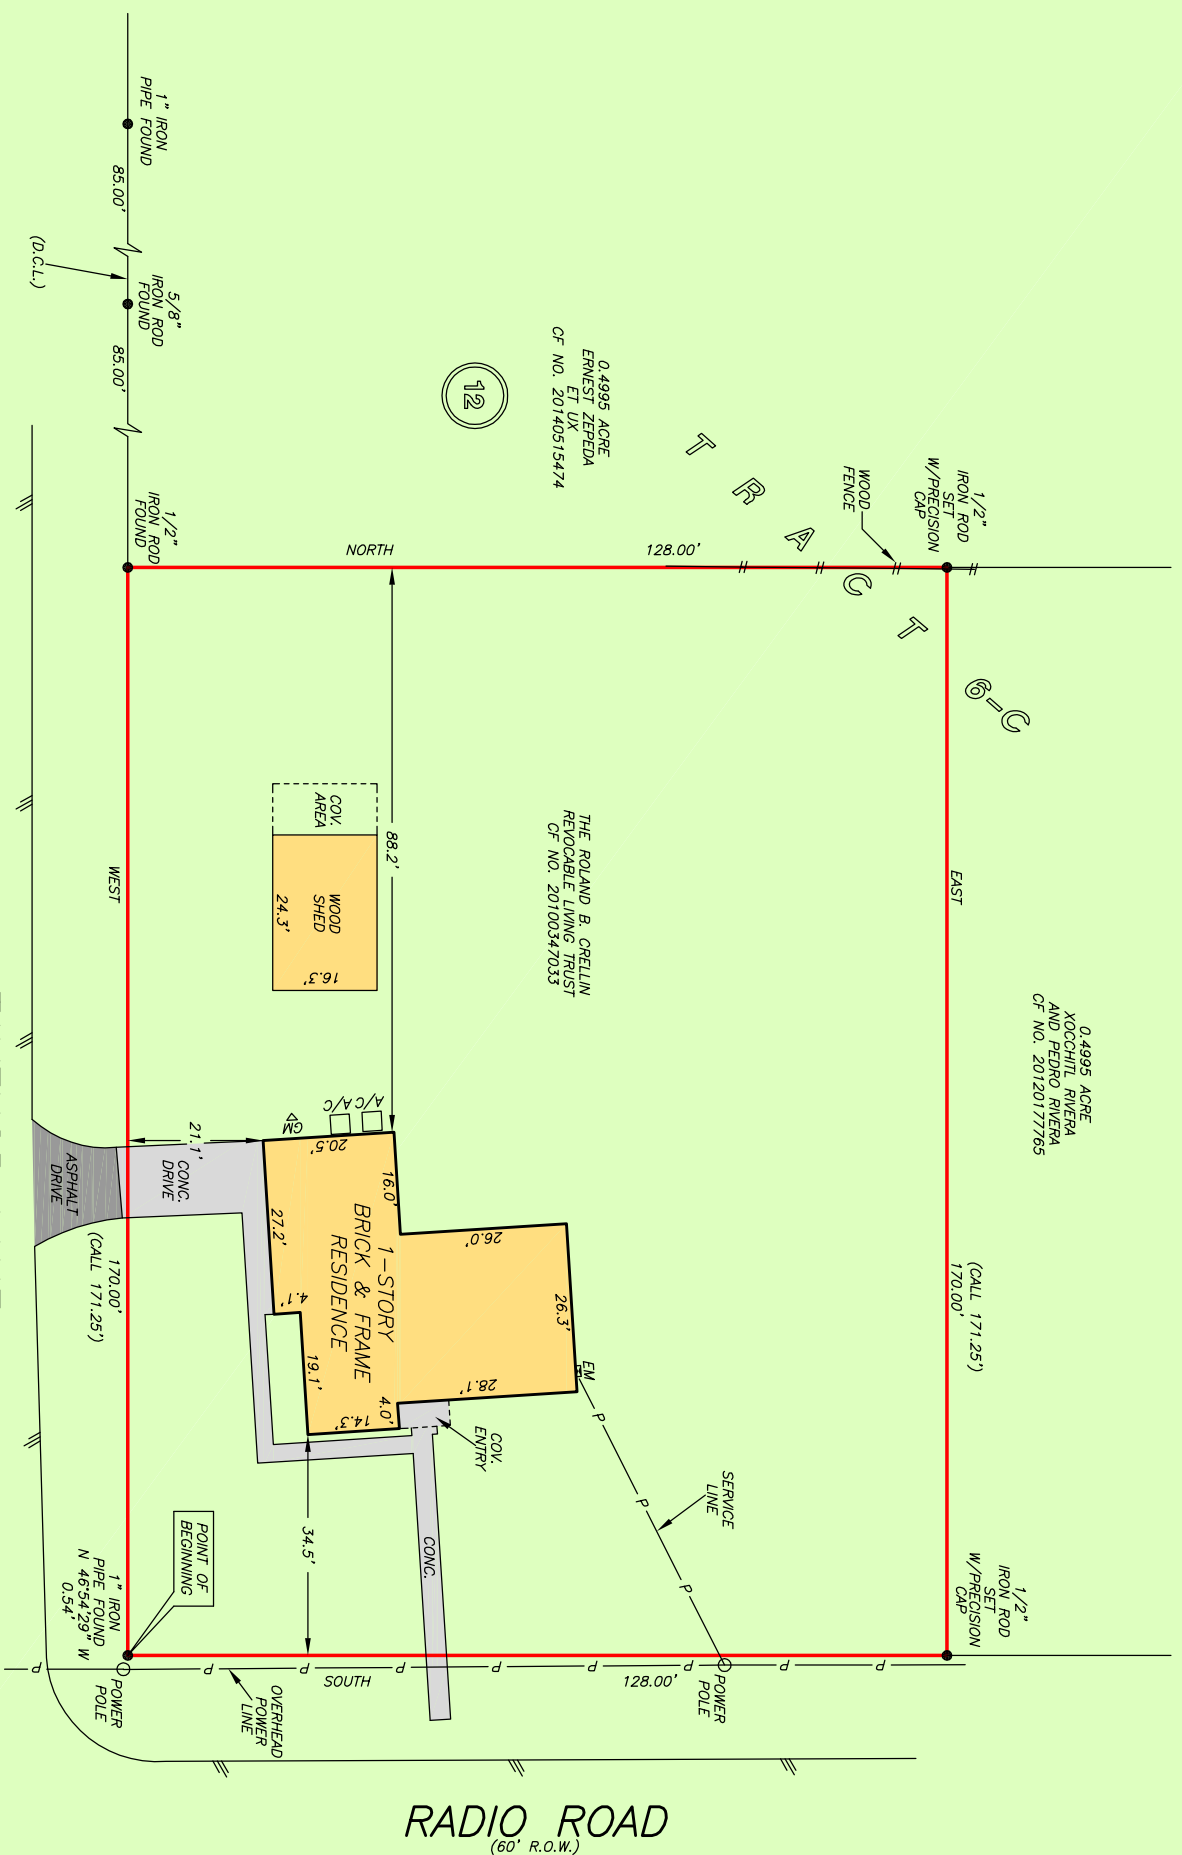 1" IRON
PIPE FOUND
85.00'
(D.C.L.)
5/8"
IRON ROD
FOUND
85.00'
0.4995 ACRE
ERNEST ZEPEDA
ET UX
CF NO. 20140515474
12
TRACT 6-C
WOOD
FENCE
1/2"
IRON ROD
SET
W/PRECISION
CAP
1/2"
IRON ROD
FOUND
NORTH
128.00'
EAST
(CALL 171.25')
170.00'
0.4995 ACRE
XOCCHITL RIVERA
AND PEDRO RIVERA
CF NO. 20120177765
THE ROLAND B. CRELLIN
REVOCABLE LIVING TRUST
CF NO. 20100347033
88.2'
COV.
AREA
WOOD
SHED
24.3'
16.3'
WEST
170.00'
(CALL 171.25')
21.1'
A/C
A/C
GM
CONC.
DRIVE
ASPHALT
DRIVE
20.5'
16.0'
26.0'
26.3'
28.1'
4.0'
14.3'
19.1'
4.1'
27.2'
1-STORY
BRICK & FRAME
RESIDENCE
EM
COV.
ENTRY
P
P
P
SERVICE
LINE
34.5'
CONC.
POINT OF
BEGINNING
1" IRON
PIPE FOUND
N 46°54'29" W
0.54'
1/2"
IRON ROD
SET
W/PRECISION
CAP
P
P
P
P
P
P
P
P
P
SOUTH
128.00'
POWER
POLE
OVERHEAD
POWER
LINE
POWER
POLE
RADIO ROAD
(60' R.O.W.)